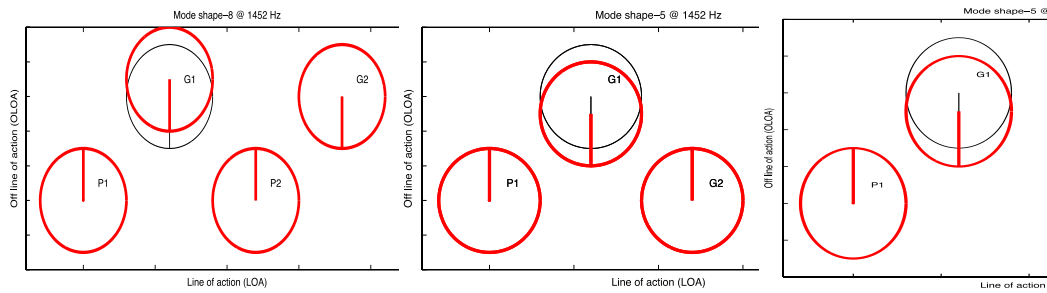 Mode shape–8 @ 1452 Hz
G1
G2
P1
P2
Off line of action (OLOA)
Line of action (LOA)
Mode shape–5 @ 1452 Hz
G1
P1
G2
Off line of action (OLOA)
Line of action (LOA)
Mode shape–5 @
G1
P1
Off line of action (OLOA)
Line of action